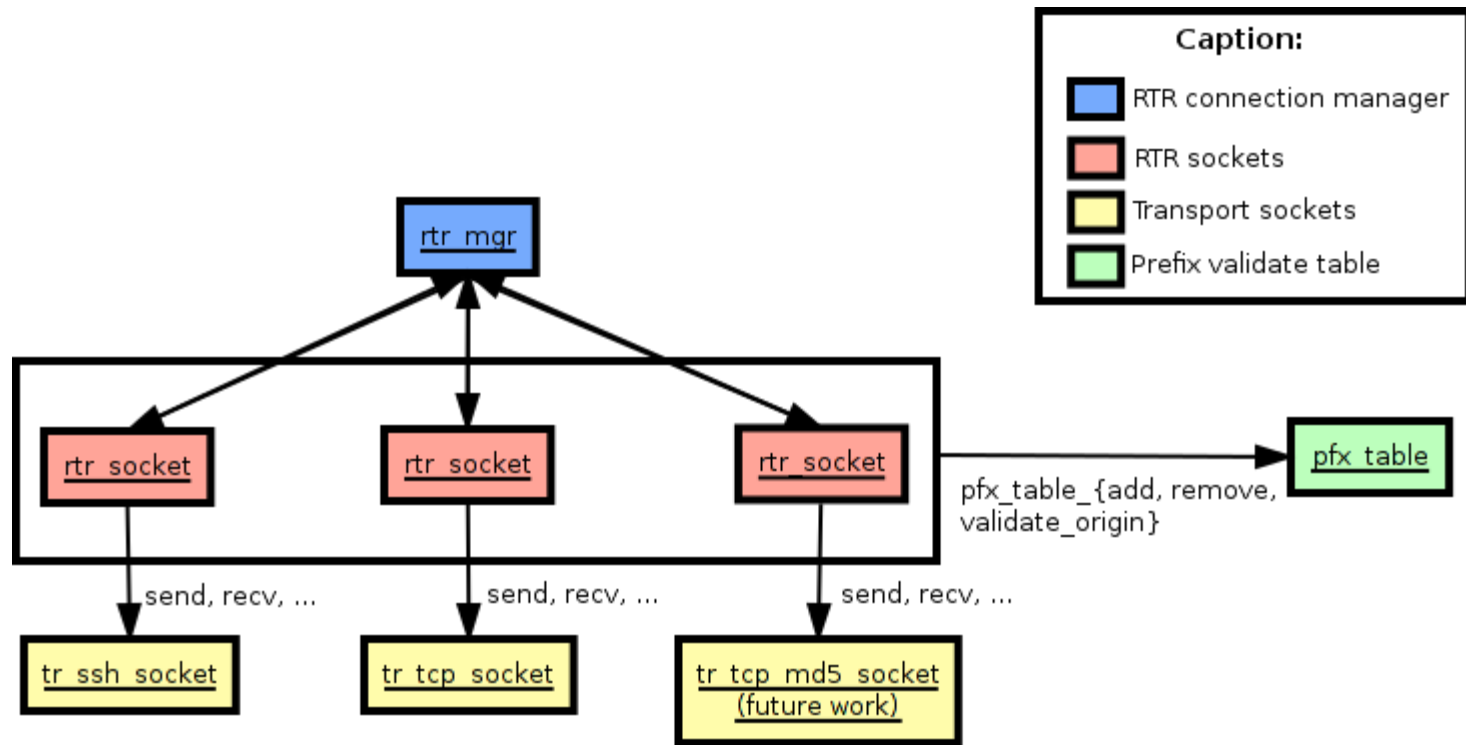 Caption:
RTR connection manager
RTR sockets
Transport sockets
Prefix validate table
rtr_mgr
rtr_socket
rtr_socket
rtr_socket
pfx_table
pfx_table_{add, remove,
validate_origin}
send, recv, ...
send, recv, ...
send, recv, ...
tr_ssh_socket
tr_tcp_socket
tr_tcp_md5_socket
(future work)